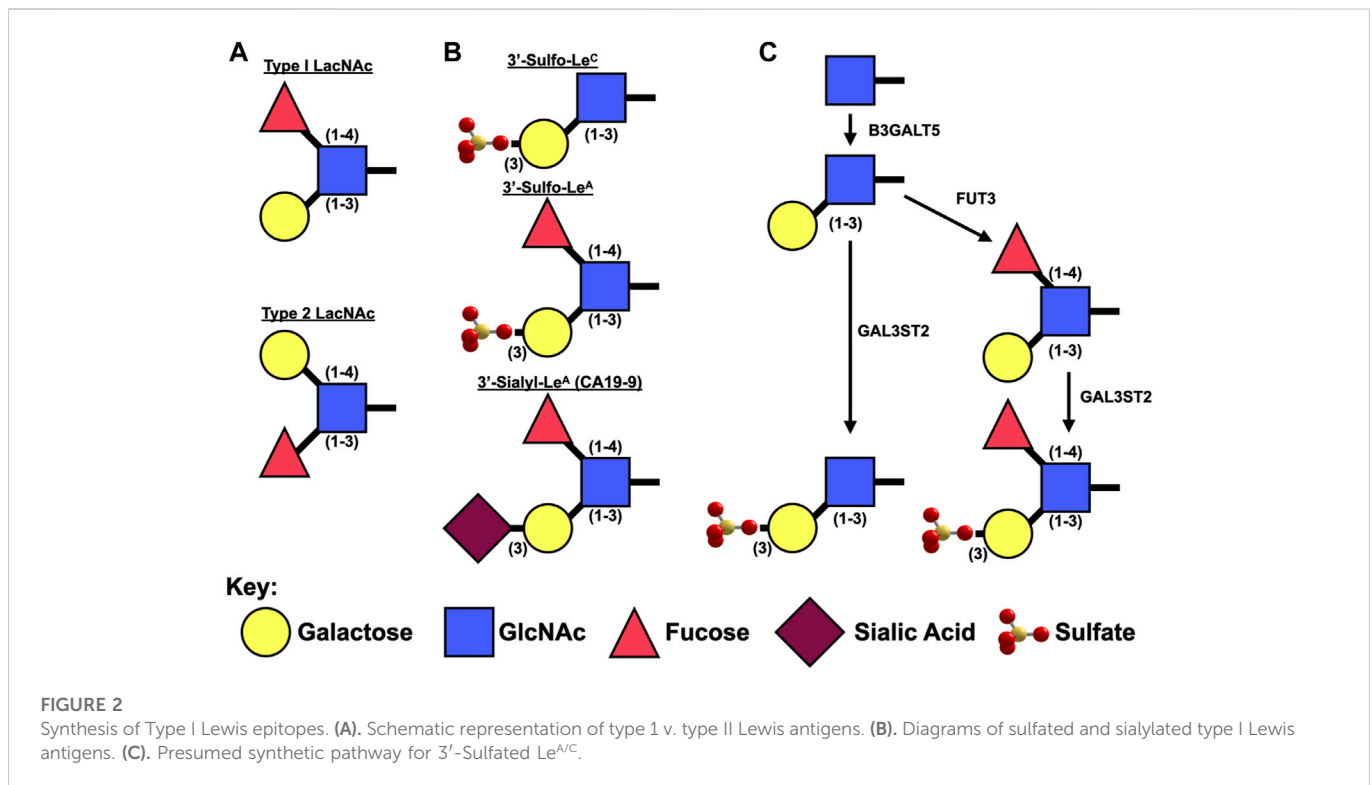 A
Type I LacNAc
(1-4)
(1-3)
Type 2 LacNAc
(1-4)
(1-3)
B
3'-Sulfo-Leᶜ
(1-3)
(3)
3'-Sulfo-Leᴬ
(1-4)
(1-3)
(3)
3'-Sialyl-Leᴬ (CA19-9)
(1-4)
(1-3)
(3)
C
B3GALT5
(1-3)
FUT3
GAL3ST2
(1-4)
(1-3)
GAL3ST2
(1-3)
(3)
(1-4)
(1-3)
(3)
Key:
Galactose
GlcNAc
Fucose
Sialic Acid
Sulfate
FIGURE 2
Synthesis of Type I Lewis epitopes. (A). Schematic representation of type 1 v. type II Lewis antigens. (B). Diagrams of sulfated and sialylated type I Lewis
antigens. (C). Presumed synthetic pathway for 3′-Sulfated Leᴬ/ᶜ.